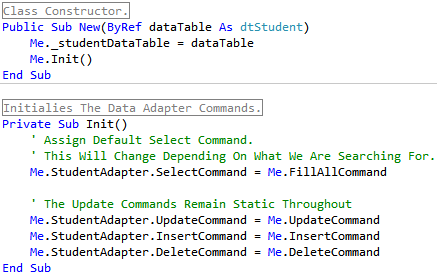 Class Constructor.
Public Sub New(ByRef dataTable As dtStudent)
Me._studentDataTable = dataTable
Me.Init()
End Sub
Initialies The Data Adapter Commands.
Private Sub Init()
' Assign Default Select Command.
' This Will Change Depending On What We Are Searching For.
Me.StudentAdapter.SelectCommand = Me.FillAllCommand
' The Update Commands Remain Static Throughout
Me.StudentAdapter.UpdateCommand = Me.UpdateCommand
Me.StudentAdapter.InsertCommand = Me.InsertCommand
Me.StudentAdapter.DeleteCommand = Me.DeleteCommand
End Sub